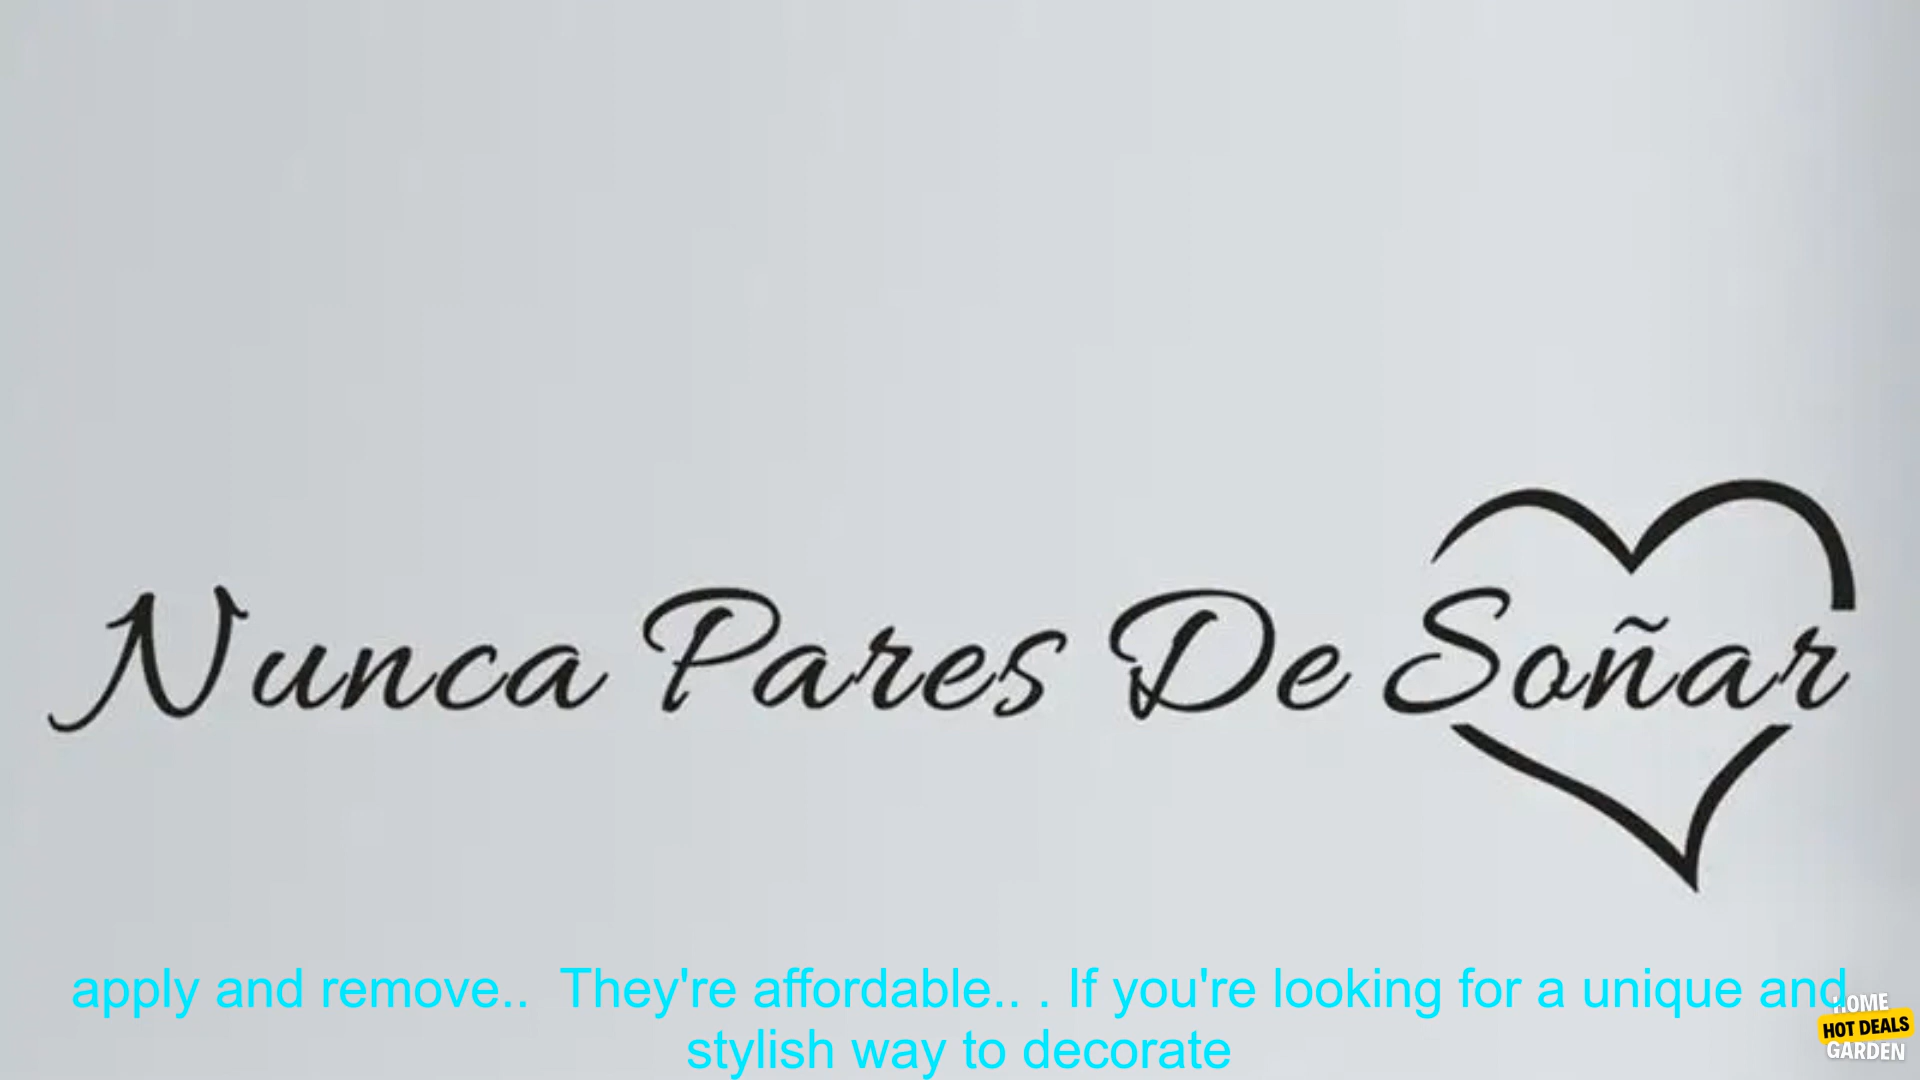 Nunca Pares De Soñar
apply and remove..  They're affordable.. . If you're looking for a unique and
stylish way to decorate
HOME
HOT DEALS
GARDEN